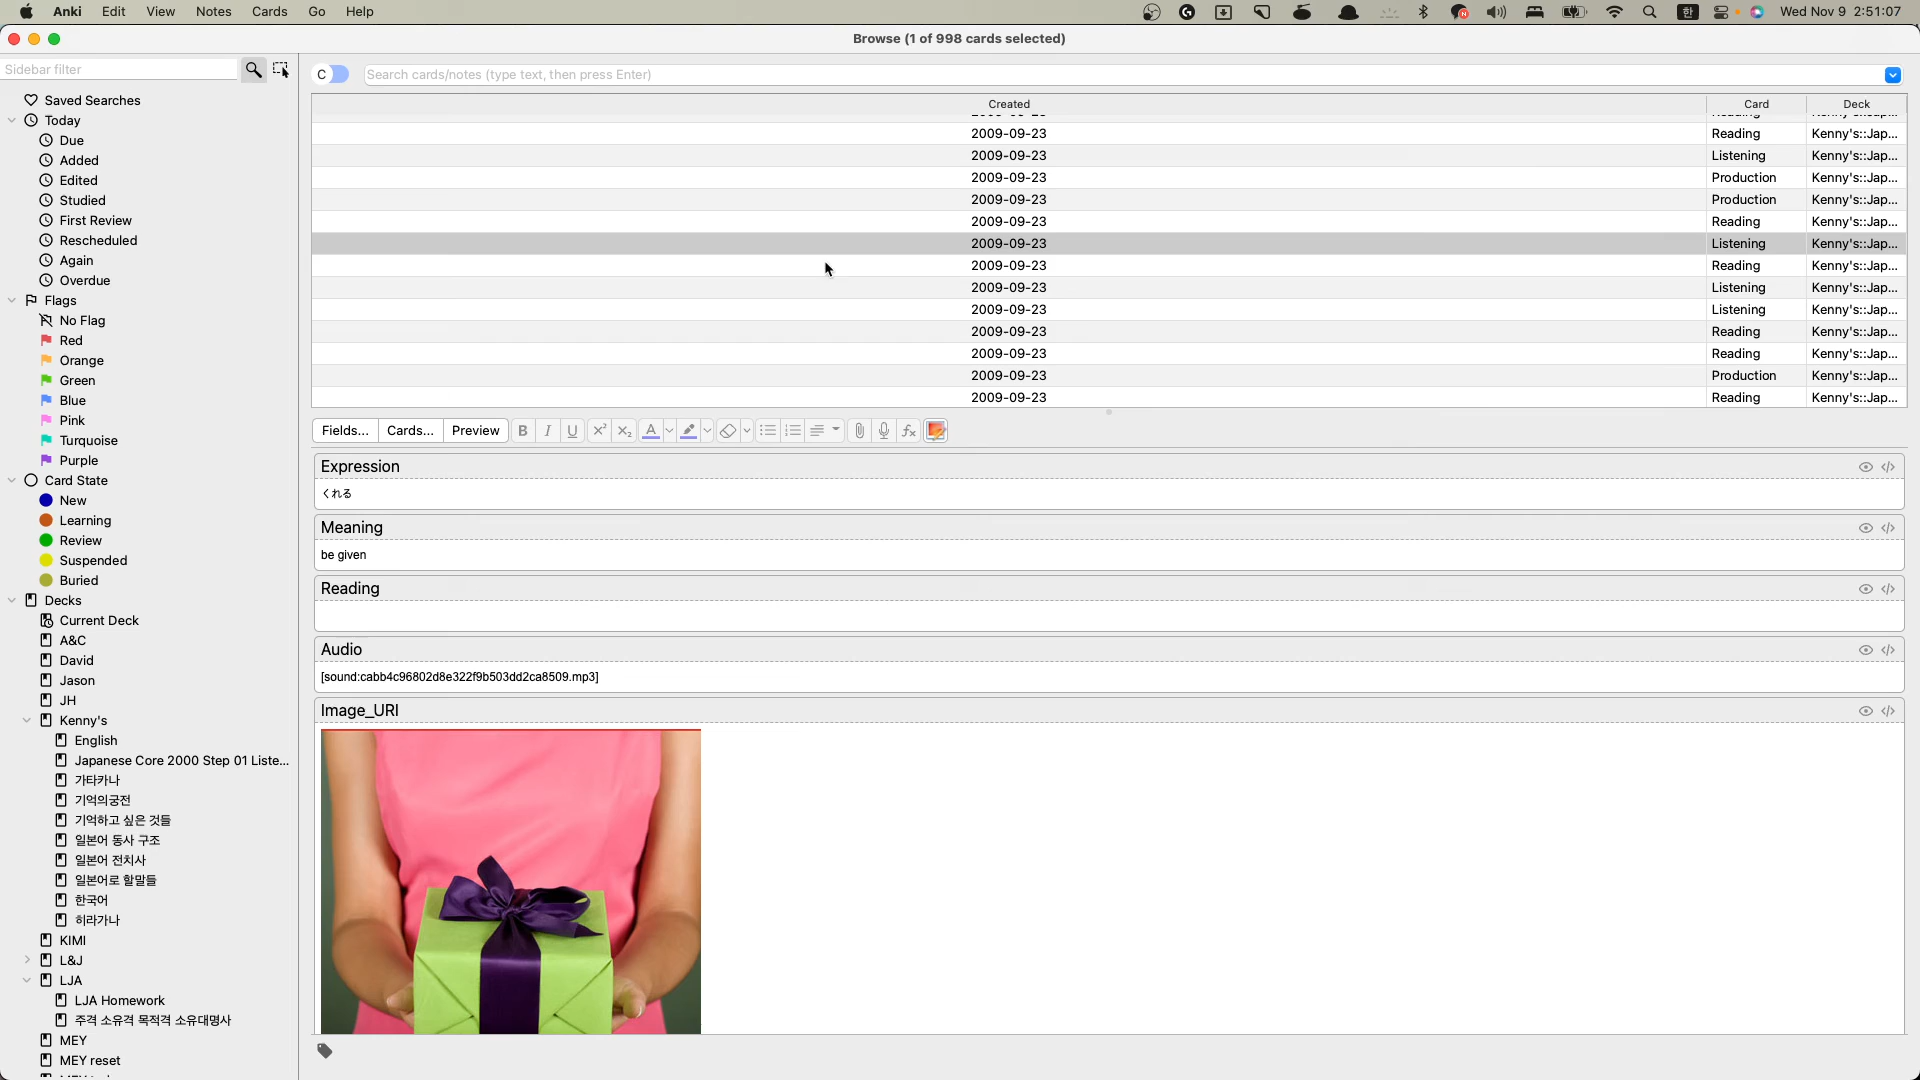 Anki Edit View Notes Cards Go Help
한 Wed Nov 9 2:51:07
Browse (1 of 998 cards selected)
Sidebar filter
C Search cards/notes (type text, then press Enter)
Saved Searches
Today
Due
Added
Edited
Studied
First Review
Rescheduled
Again
Overdue
Flags
No Flag
Red
Orange
Green
Blue
Pink
Turquoise
Purple
Card State
New
Learning
Review
Suspended
Buried
Decks
Current Deck
A&C
David
Jason
JH
Kenny's
English
Japanese Core 2000 Step 01 Liste...
가타카나
기억의궁전
기억하고 싶은 것들
일본어 동사 구조
일본어 전치사
일본어로 할말들
한국어
히라가나
KIMI
L&J
LJA
LJA Homework
주격 소유격 목적격 소유대명사
MEY
MEY reset
Created Card Deck
2009-09-23 Reading Kenny's::Jap...
2009-09-23 Listening Kenny's::Jap...
2009-09-23 Production Kenny's::Jap...
2009-09-23 Production Kenny's::Jap...
2009-09-23 Reading Kenny's::Jap...
2009-09-23 Listening Kenny's::Jap...
2009-09-23 Reading Kenny's::Jap...
2009-09-23 Listening Kenny's::Jap...
2009-09-23 Listening Kenny's::Jap...
2009-09-23 Reading Kenny's::Jap...
2009-09-23 Reading Kenny's::Jap...
2009-09-23 Production Kenny's::Jap...
2009-09-23 Reading Kenny's::Jap...
Fields... Cards... Preview B I U x² x₂ A fx
Expression
くれる
Meaning
be given
Reading
Audio
[sound:cabb4c96802d8e322f9b503dd2ca8509.mp3]
Image_URI